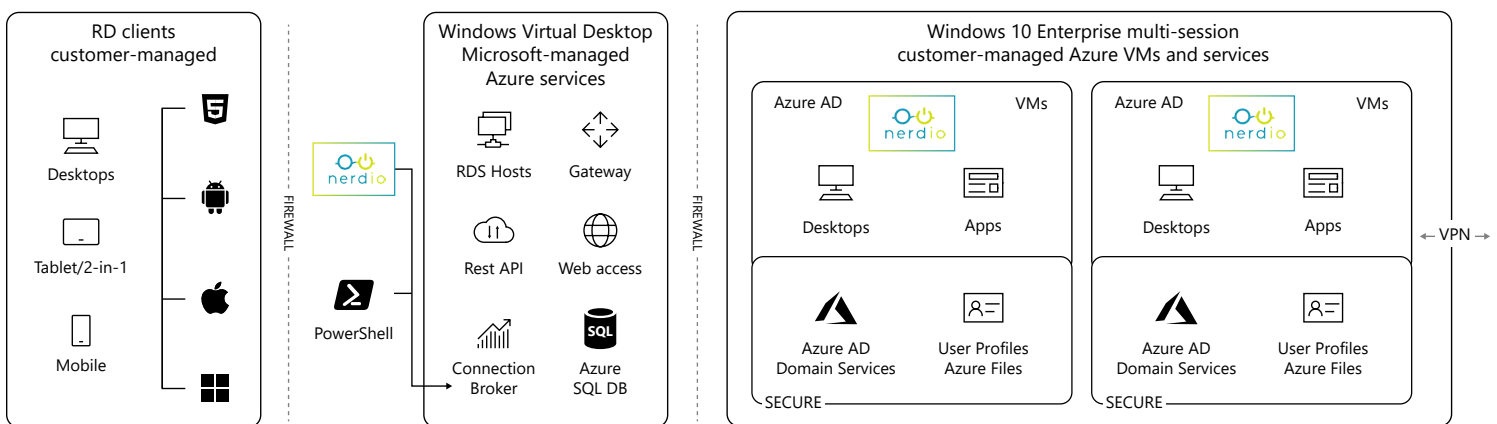 RD clients
customer-managed
Desktops
Tablet/2-in-1
Mobile
FIREWALL
nerdio
PowerShell
Windows Virtual Desktop
Microsoft-managed
Azure services
RDS Hosts
Gateway
Rest API
Web access
Connection
Broker
SQL
Azure
SQL DB
FIREWALL
Windows 10 Enterprise multi-session
customer-managed Azure VMs and services
Azure AD
nerdio
VMs
Desktops
Apps
Azure AD
Domain Services
User Profiles
Azure Files
SECURE
Azure AD
nerdio
VMs
Desktops
Apps
Azure AD
Domain Services
User Profiles
Azure Files
SECURE
VPN